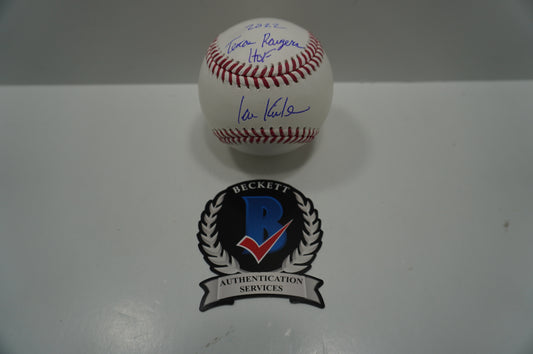 2022
Texas Rangers
HOF
Ian Kinsler
BECKETT
B
AUTHENTICATION
SERVICES